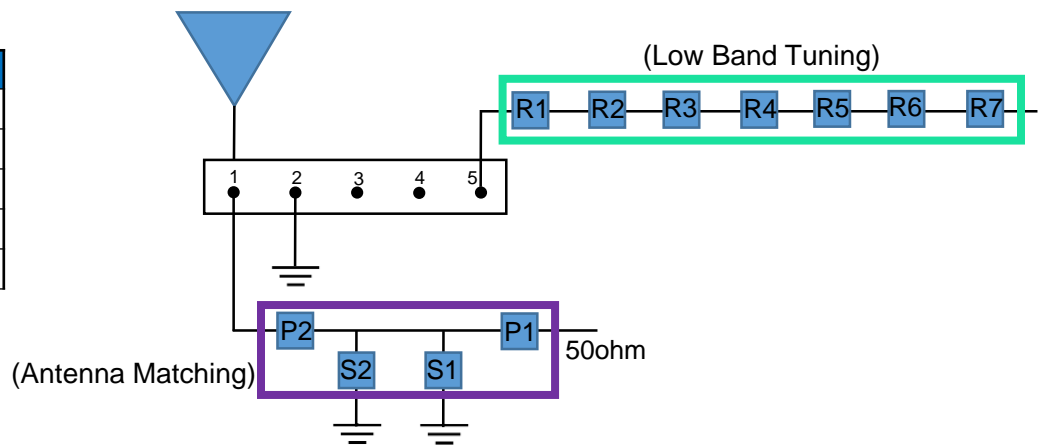 (Low Band Tuning)
R1 R2 R3 R4 R5 R6 R7
1 2 3 4 5
P2 P1
50ohm
(Antenna Matching) S2 S1